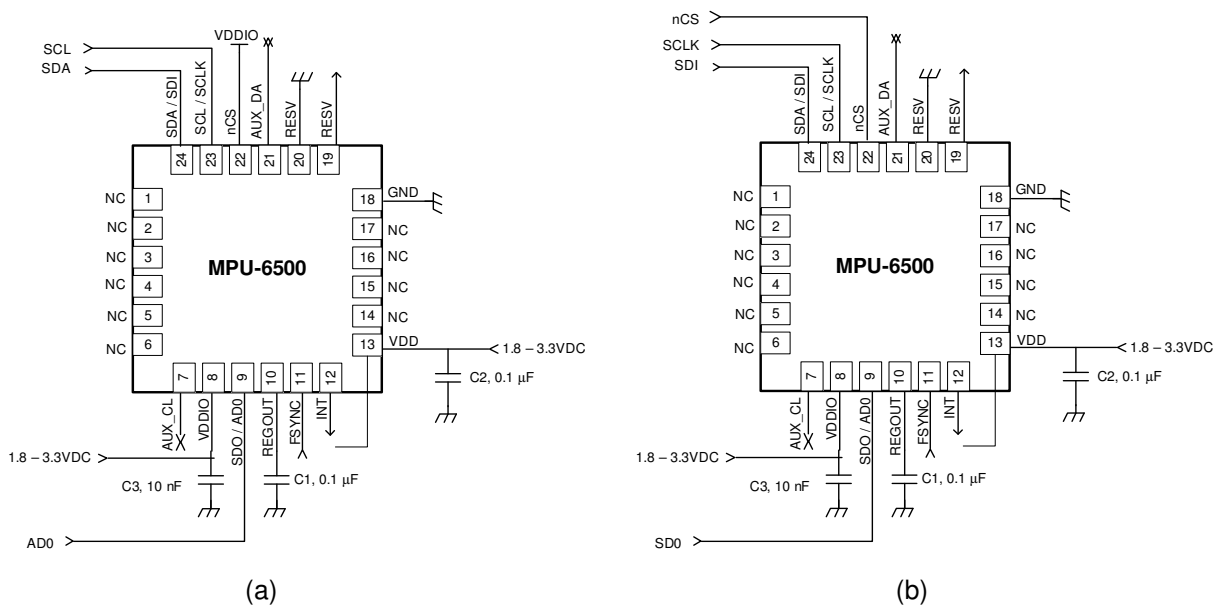 SCL
SDA
VDDIO
SDA / SDI
SCL / SCLK
nCS
AUX_DA
RESV
RESV
24
23
22
21
20
19
NC 1
NC 2
NC 3
NC 4
NC 5
NC 6
18 GND
17 NC
16 NC
15 NC
14 NC
13 VDD
MPU-6500
1.8 – 3.3VDC
C2, 0.1 µF
7
8
9
10
11
12
AUX_CL
VDDIO
SDO / AD0
REGOUT
FSYNC
INT
1.8 – 3.3VDC
C3, 10 nF
C1, 0.1 µF
AD0
(a)
nCS
SCLK
SDI
SDA / SDI
SCL / SCLK
nCS
AUX_DA
RESV
RESV
24
23
22
21
20
19
NC 1
NC 2
NC 3
NC 4
NC 5
NC 6
18 GND
17 NC
16 NC
15 NC
14 NC
13 VDD
MPU-6500
1.8 – 3.3VDC
C2, 0.1 µF
7
8
9
10
11
12
AUX_CL
VDDIO
SDO / AD0
REGOUT
FSYNC
INT
1.8 – 3.3VDC
C3, 10 nF
C1, 0.1 µF
SD0
(b)